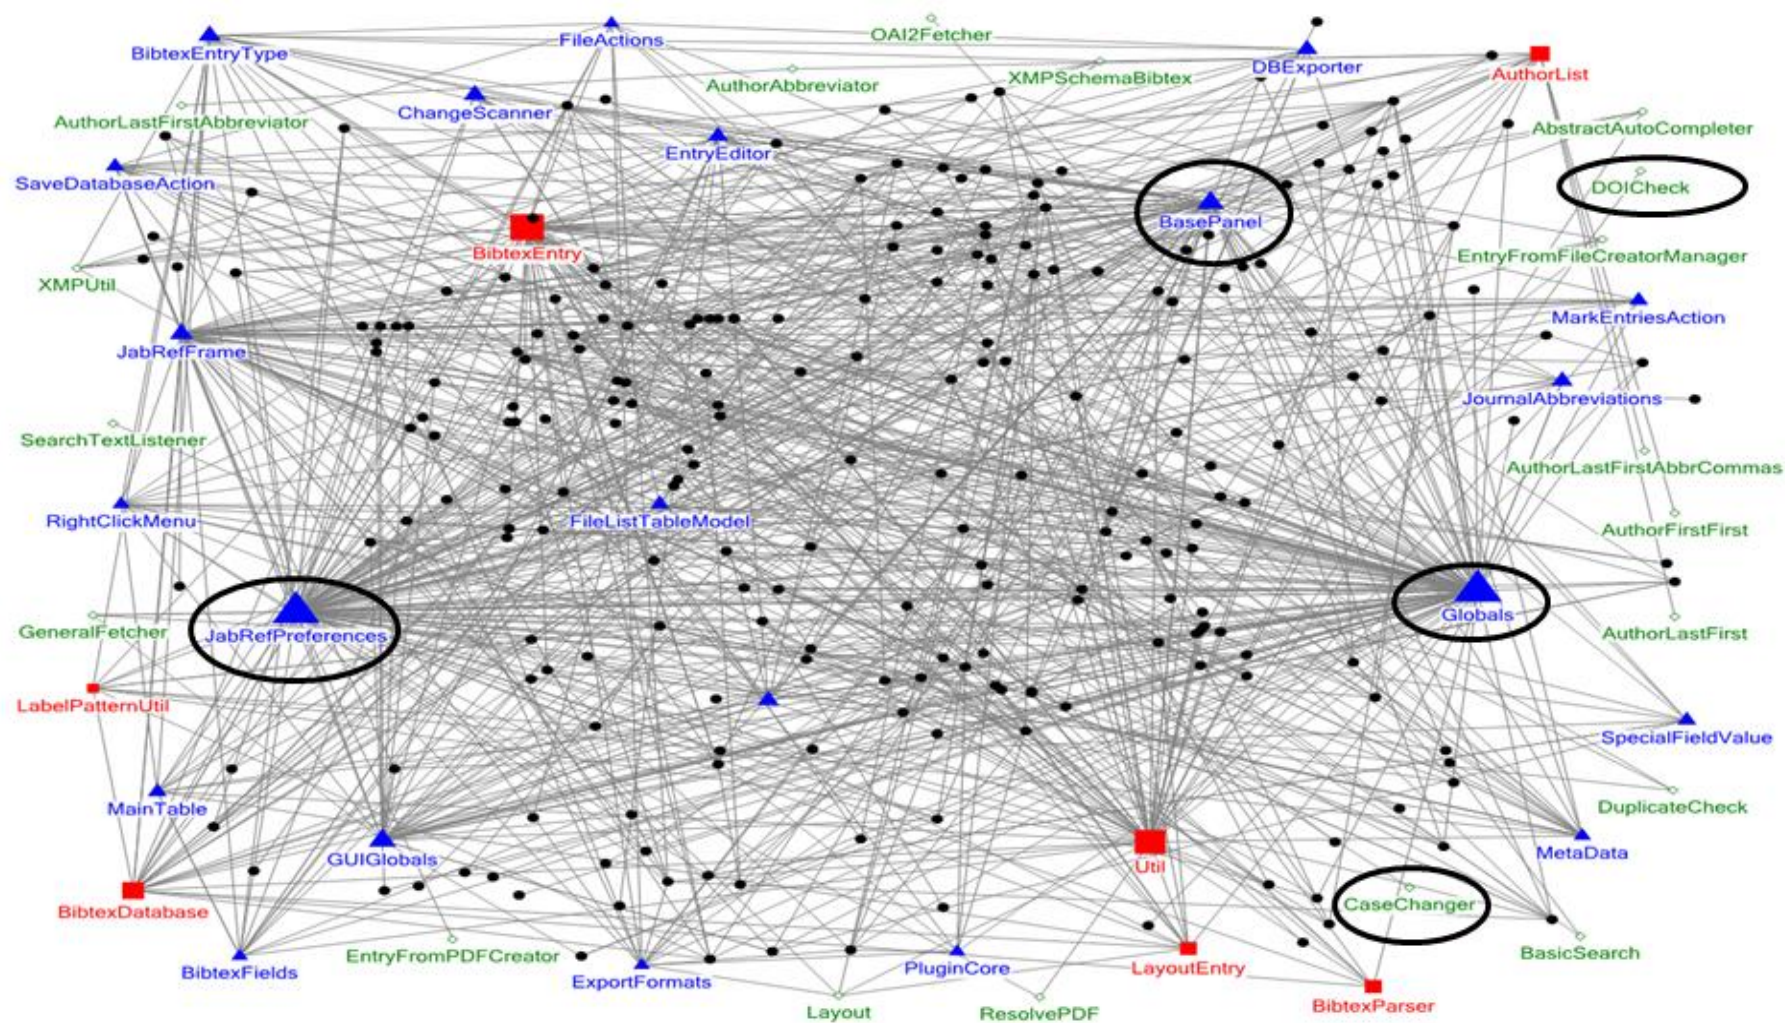 OAI2Fetcher
FileActions
BibtexEntryType
DBExporter
AuthorList
XMPSchemaBibtex
AuthorAbbreviator
ChangeScanner
AuthorLastFirstAbbreviator
AbstractAutoCompleter
EntryEditor
SaveDatabaseAction
DOICheck
BasePanel
BibtexEntry
EntryFromFileCreatorManager
XMPUtil
MarkEntriesAction
JabRefFrame
JournalAbbreviations
SearchTextListener
AuthorLastFirstAbbrCommas
RightClickMenu
FileListTableModel
AuthorFirstFirst
Globals
GeneralFetcher
JabRefPreferences
AuthorLastFirst
LabelPatternUtil
SpecialFieldValue
MainTable
DuplicateCheck
GUIGlobals
MetaData
Util
CaseChanger
BibtexDatabase
BasicSearch
EntryFromPDFCreator
BibtexFields
ExportFormats
PluginCore
LayoutEntry
BibtexParser
Layout
ResolvePDF